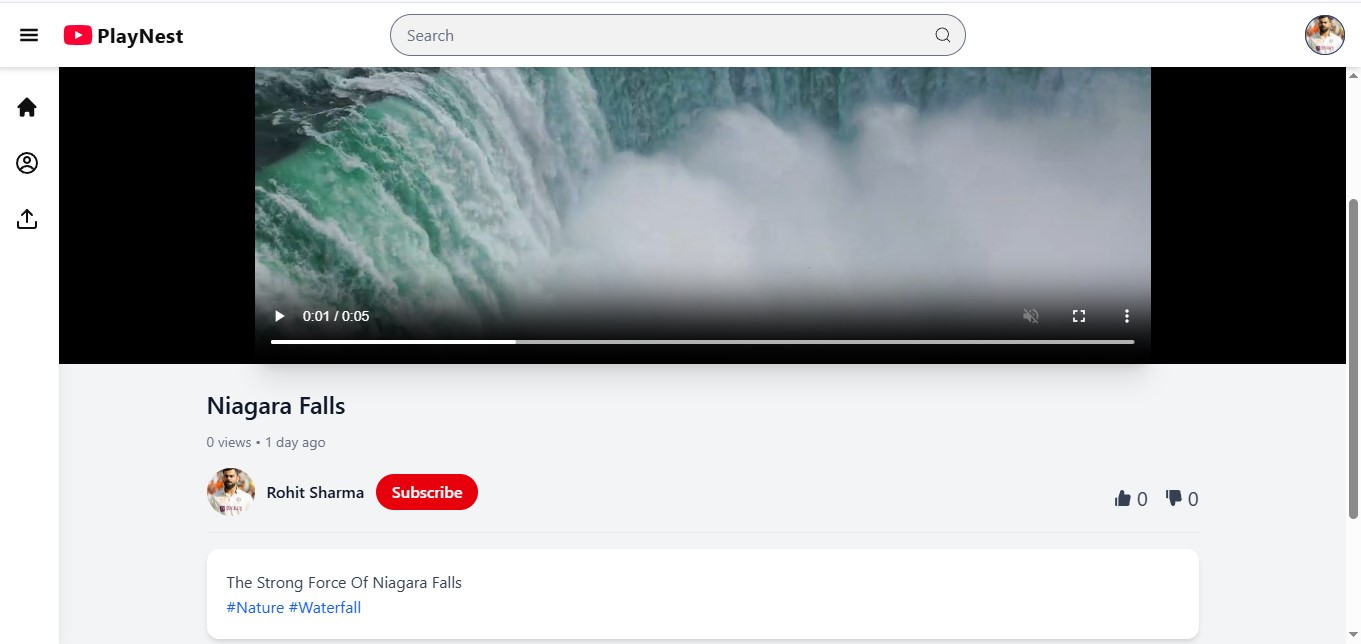 PlayNest
Search
0:01 / 0:05
Niagara Falls
0 views • 1 day ago
Rohit Sharma
Subscribe
0
0
The Strong Force Of Niagara Falls
#Nature #Waterfall